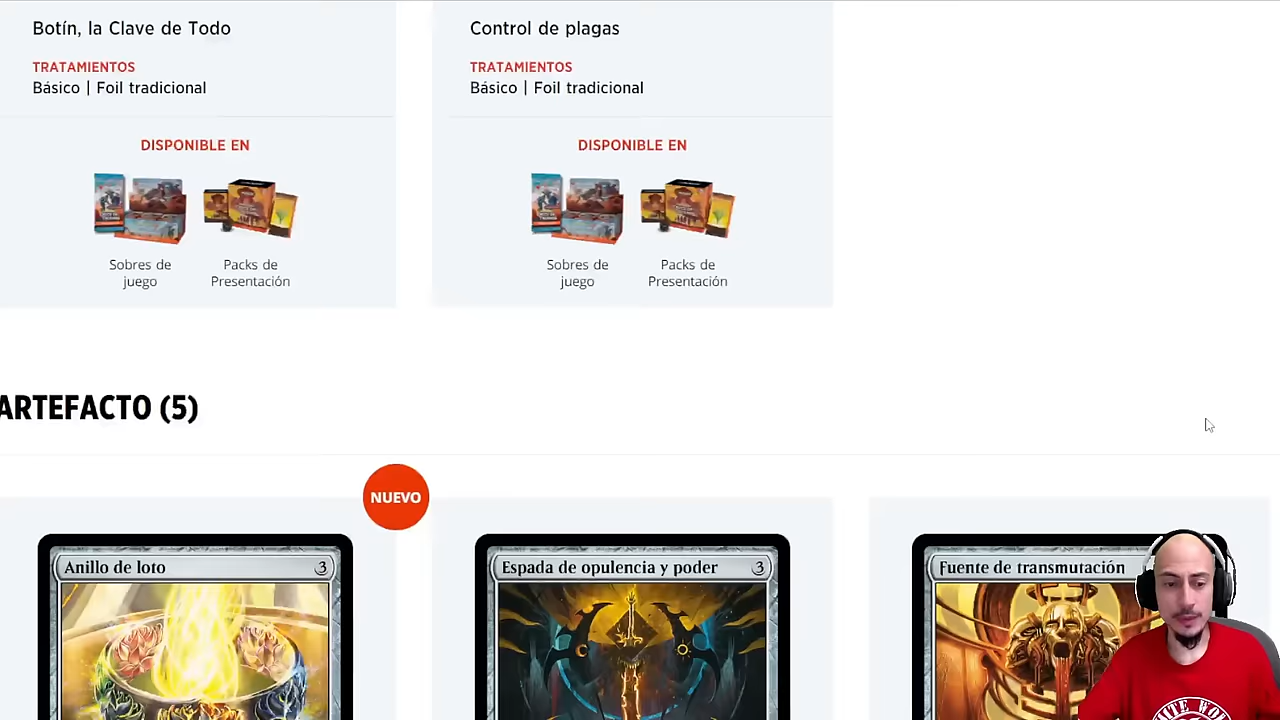 Botín, la Clave de Todo
TRATAMIENTOS
Básico | Foil tradicional
DISPONIBLE EN
Sobres de
juego
Packs de
Presentación
Control de plagas
TRATAMIENTOS
Básico | Foil tradicional
DISPONIBLE EN
Sobres de
juego
Packs de
Presentación
ARTEFACTO (5)
NUEVO
Anillo de loto 3
Espada de opulencia y poder 3
Fuente de transmutación